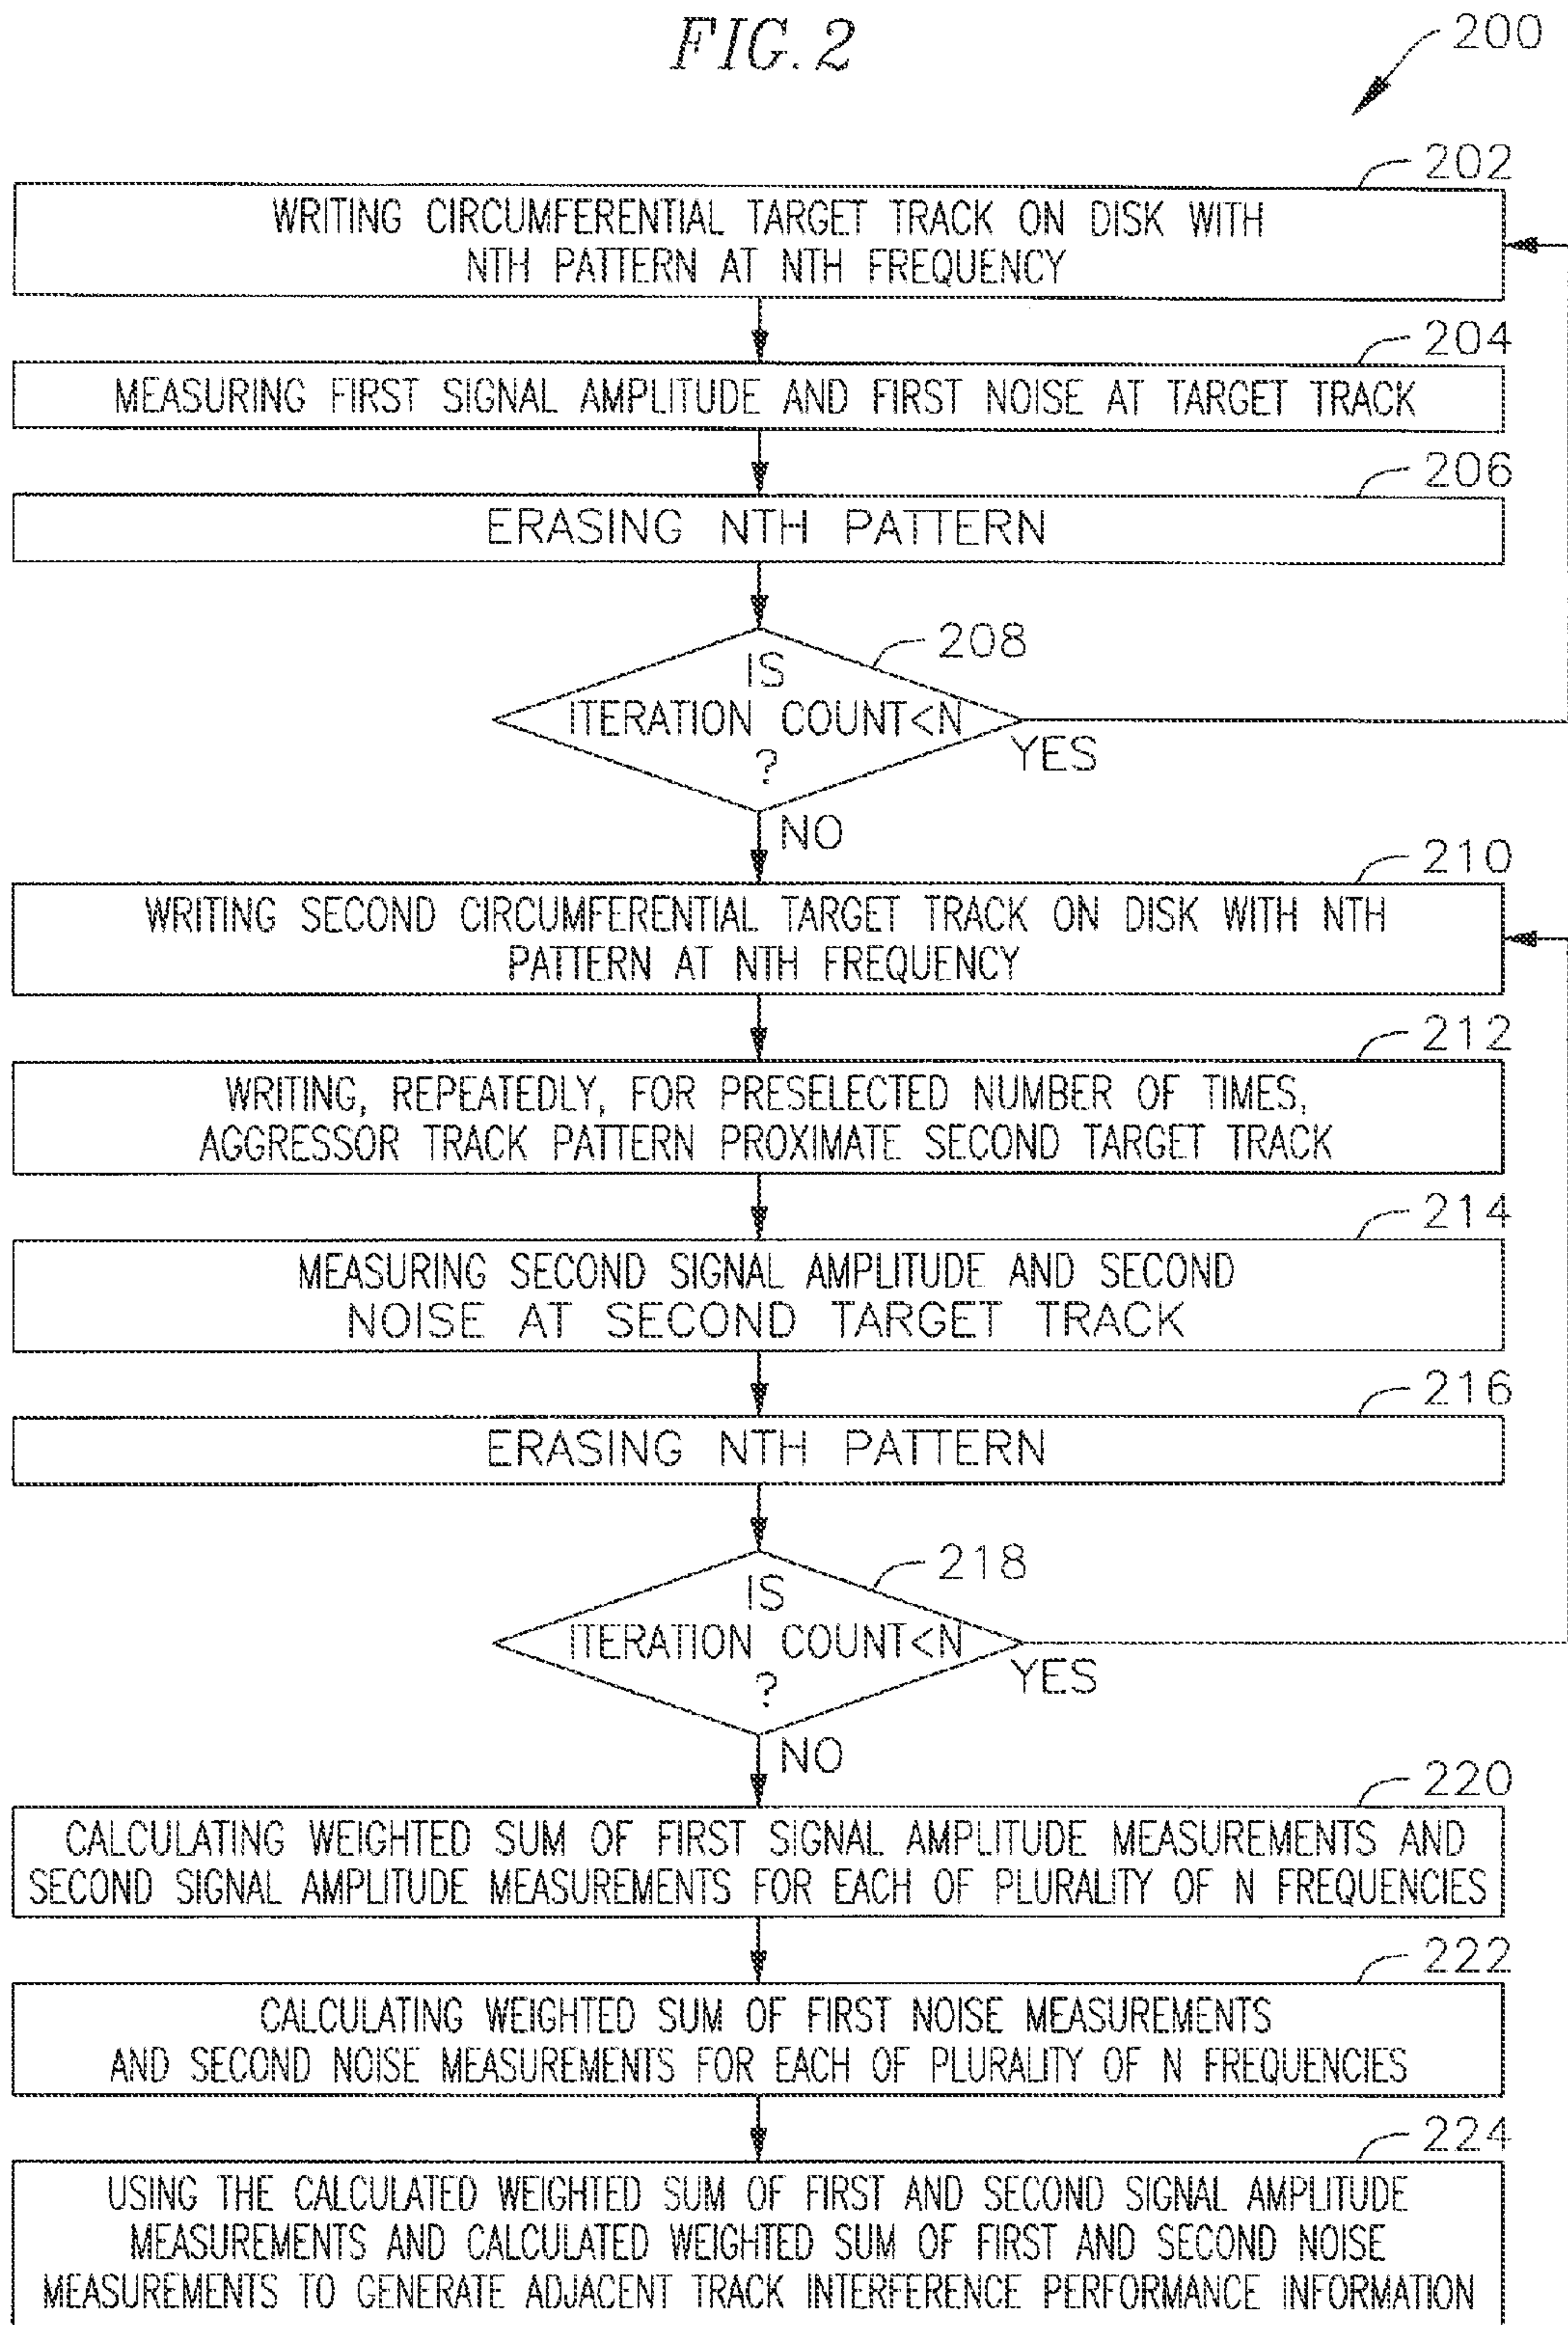 FIG. 2
200
202
WRITING CIRCUMFERENTIAL TARGET TRACK ON DISK WITH
NTH PATTERN AT NTH FREQUENCY
204
MEASURING FIRST SIGNAL AMPLITUDE AND FIRST NOISE AT TARGET TRACK
206
ERASING NTH PATTERN
208
IS
ITERATION COUNT<N
?
YES
NO
210
WRITING SECOND CIRCUMFERENTIAL TARGET TRACK ON DISK WITH NTH
PATTERN AT NTH FREQUENCY
212
WRITING, REPEATEDLY, FOR PRESELECTED NUMBER OF TIMES,
AGGRESSOR TRACK PATTERN PROXIMATE SECOND TARGET TRACK
214
MEASURING SECOND SIGNAL AMPLITUDE AND SECOND
NOISE AT SECOND TARGET TRACK
216
ERASING NTH PATTERN
218
IS
ITERATION COUNT<N
?
YES
NO
220
CALCULATING WEIGHTED SUM OF FIRST SIGNAL AMPLITUDE MEASUREMENTS AND
SECOND SIGNAL AMPLITUDE MEASUREMENTS FOR EACH OF PLURALITY OF N FREQUENCIES
222
CALCULATING WEIGHTED SUM OF FIRST NOISE MEASUREMENTS
AND SECOND NOISE MEASUREMENTS FOR EACH OF PLURALITY OF N FREQUENCIES
224
USING THE CALCULATED WEIGHTED SUM OF FIRST AND SECOND SIGNAL AMPLITUDE
MEASUREMENTS AND CALCULATED WEIGHTED SUM OF FIRST AND SECOND NOISE
MEASUREMENTS TO GENERATE ADJACENT TRACK INTERFERENCE PERFORMANCE INFORMATION